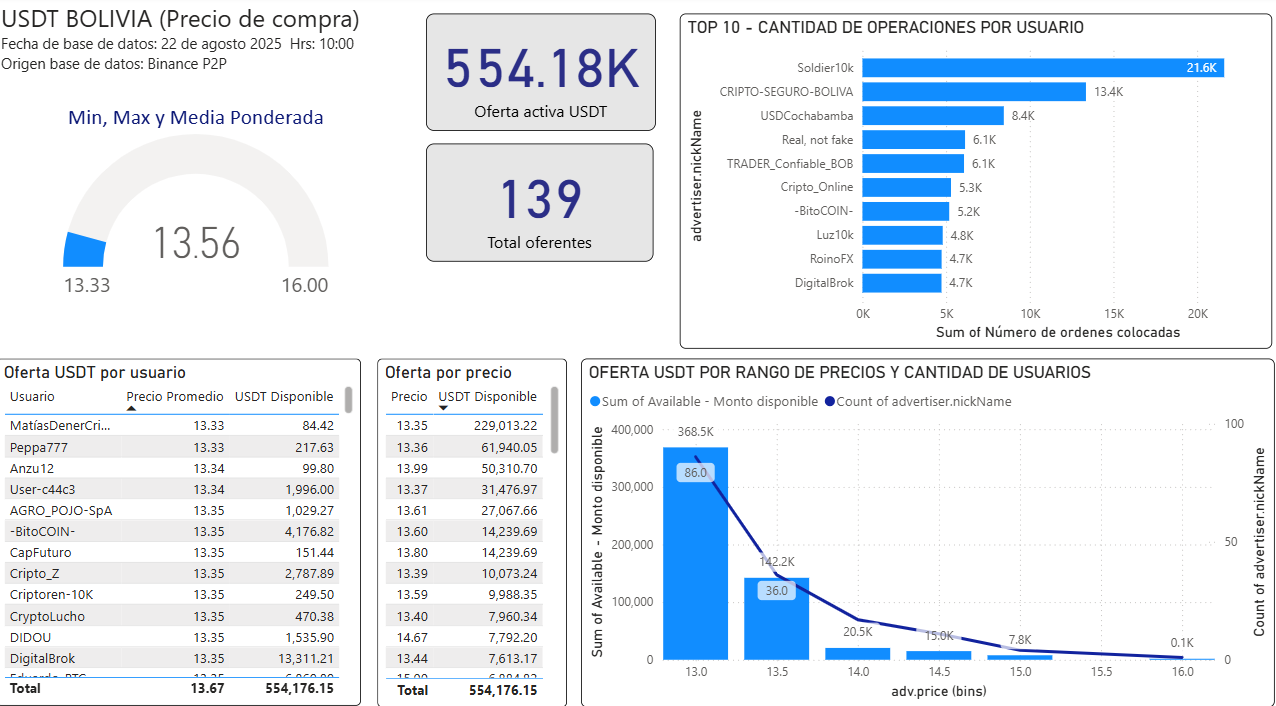 USDT BOLIVIA (Precio de compra)
Fecha de base de datos: 22 de agosto 2025 Hrs: 10:00
Origen base de datos: Binance P2P
Min, Max y Media Ponderada
13.56
13.33
16.00
554.18K
Oferta activa USDT
139
Total oferentes
TOP 10 - CANTIDAD DE OPERACIONES POR USUARIO
advertiser.nickName
Soldier10k 21.6K
CRIPTO-SEGURO-BOLIVA 13.4K
USDCochabamba 8.4K
Real, not fake 6.1K
TRADER_Confiable_BOB 6.1K
Cripto_Online 5.3K
-BitoCOIN- 5.2K
Luz10k 4.8K
RoinoFX 4.7K
DigitalBrok 4.7K
0K 5K 10K 15K 20K
Sum of Número de ordenes colocadas
Oferta USDT por usuario
Usuario Precio Promedio USDT Disponible
MatíasDenerCri... 13.33 84.42
Peppa777 13.33 217.63
Anzu12 13.34 99.80
User-c44c3 13.34 1,996.00
AGRO_POJO-SpA 13.35 1,029.27
-BitoCOIN- 13.35 4,176.82
CapFuturo 13.35 151.44
Cripto_Z 13.35 2,787.89
Criptoren-10K 13.35 249.50
CryptoLucho 13.35 470.38
DIDOU 13.35 1,535.90
DigitalBrok 13.35 13,311.21
Total 13.67 554,176.15
Oferta por precio
Precio USDT Disponible
13.35 229,013.22
13.36 61,940.05
13.99 50,310.70
13.37 31,476.97
13.61 27,067.66
13.60 14,239.69
13.80 14,239.69
13.39 10,073.24
13.59 9,988.35
13.40 7,960.34
14.67 7,792.20
13.44 7,613.17
Total 554,176.15
OFERTA USDT POR RANGO DE PRECIOS Y CANTIDAD DE USUARIOS
Sum of Available - Monto disponible Count of advertiser.nickName
Sum of Available - Monto disponible
400,000
300,000
200,000
100,000
0
368.5K
86.0
142.2K
36.0
20.5K
15.0K
7.8K
0.1K
100
50
0
Count of advertiser.nickName
13.0 13.5 14.0 14.5 15.0 15.5 16.0
adv.price (bins)